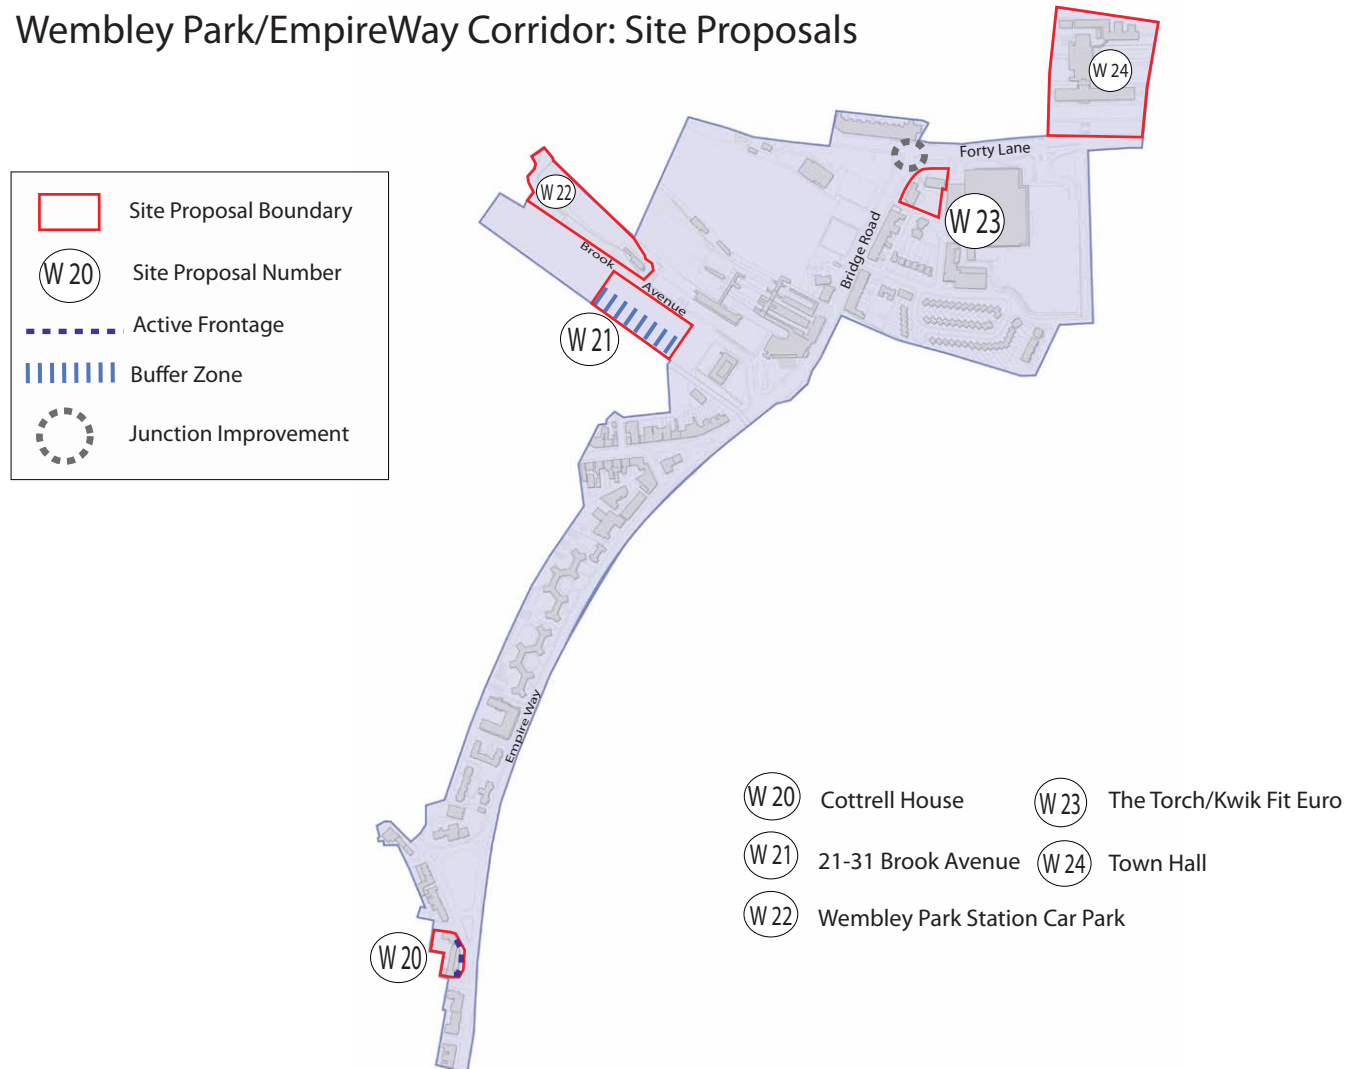 Wembley Park/EmpireWay Corridor: Site Proposals
Site Proposal Boundary
W 20 Site Proposal Number
Active Frontage
Buffer Zone
Junction Improvement
W 24
Forty Lane
W 22
W 23
Bridge Road
Brook Avenue
W 21
Empire Way
W 20
W 20 Cottrell House
W 21 21-31 Brook Avenue
W 22 Wembley Park Station Car Park
W 23 The Torch/Kwik Fit Euro
W 24 Town Hall